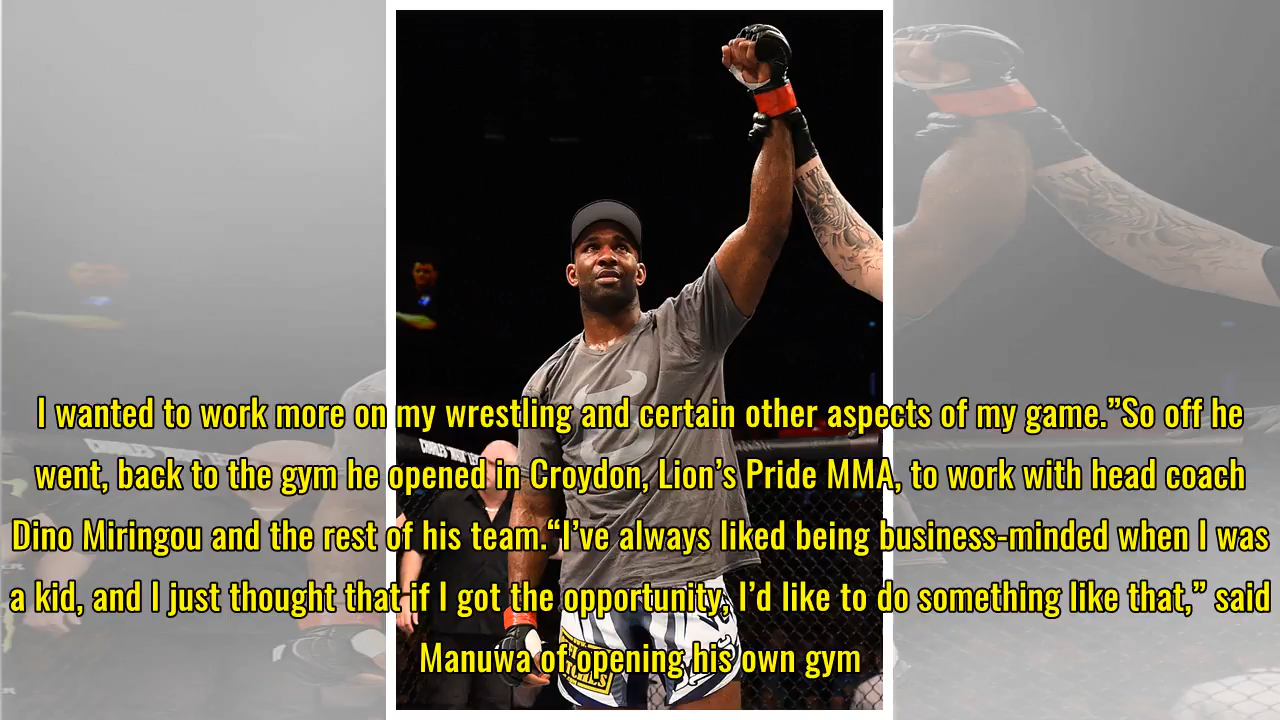 I wanted to work more on my wrestling and certain other aspects of my game.”So off he
went, back to the gym he opened in Croydon, Lion’s Pride MMA, to work with head coach
Dino Miringou and the rest of his team.“I’ve always liked being business-minded when I was
a kid, and I just thought that if I got the opportunity, I’d like to do something like that,” said
Manuwa of opening his own gym